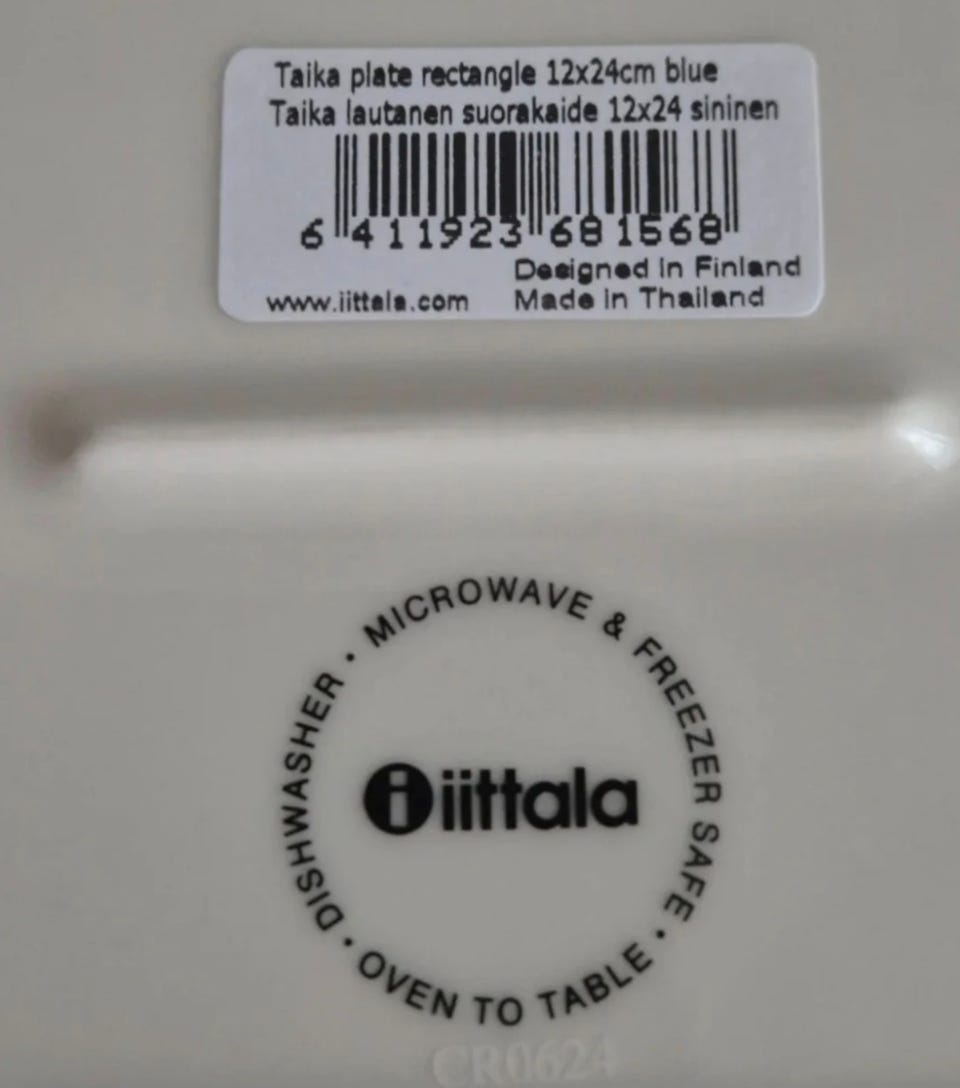 Taika plate rectangle 12x24cm blue
Taika lautanen suorakaide 12x24 sininen
6 411923 681568
Designed in Finland
www.iittala.com Made in Thailand
DISHWASHER · MICROWAVE & FREEZER SAFE · OVEN TO TABLE ·
i iittala
CR0624